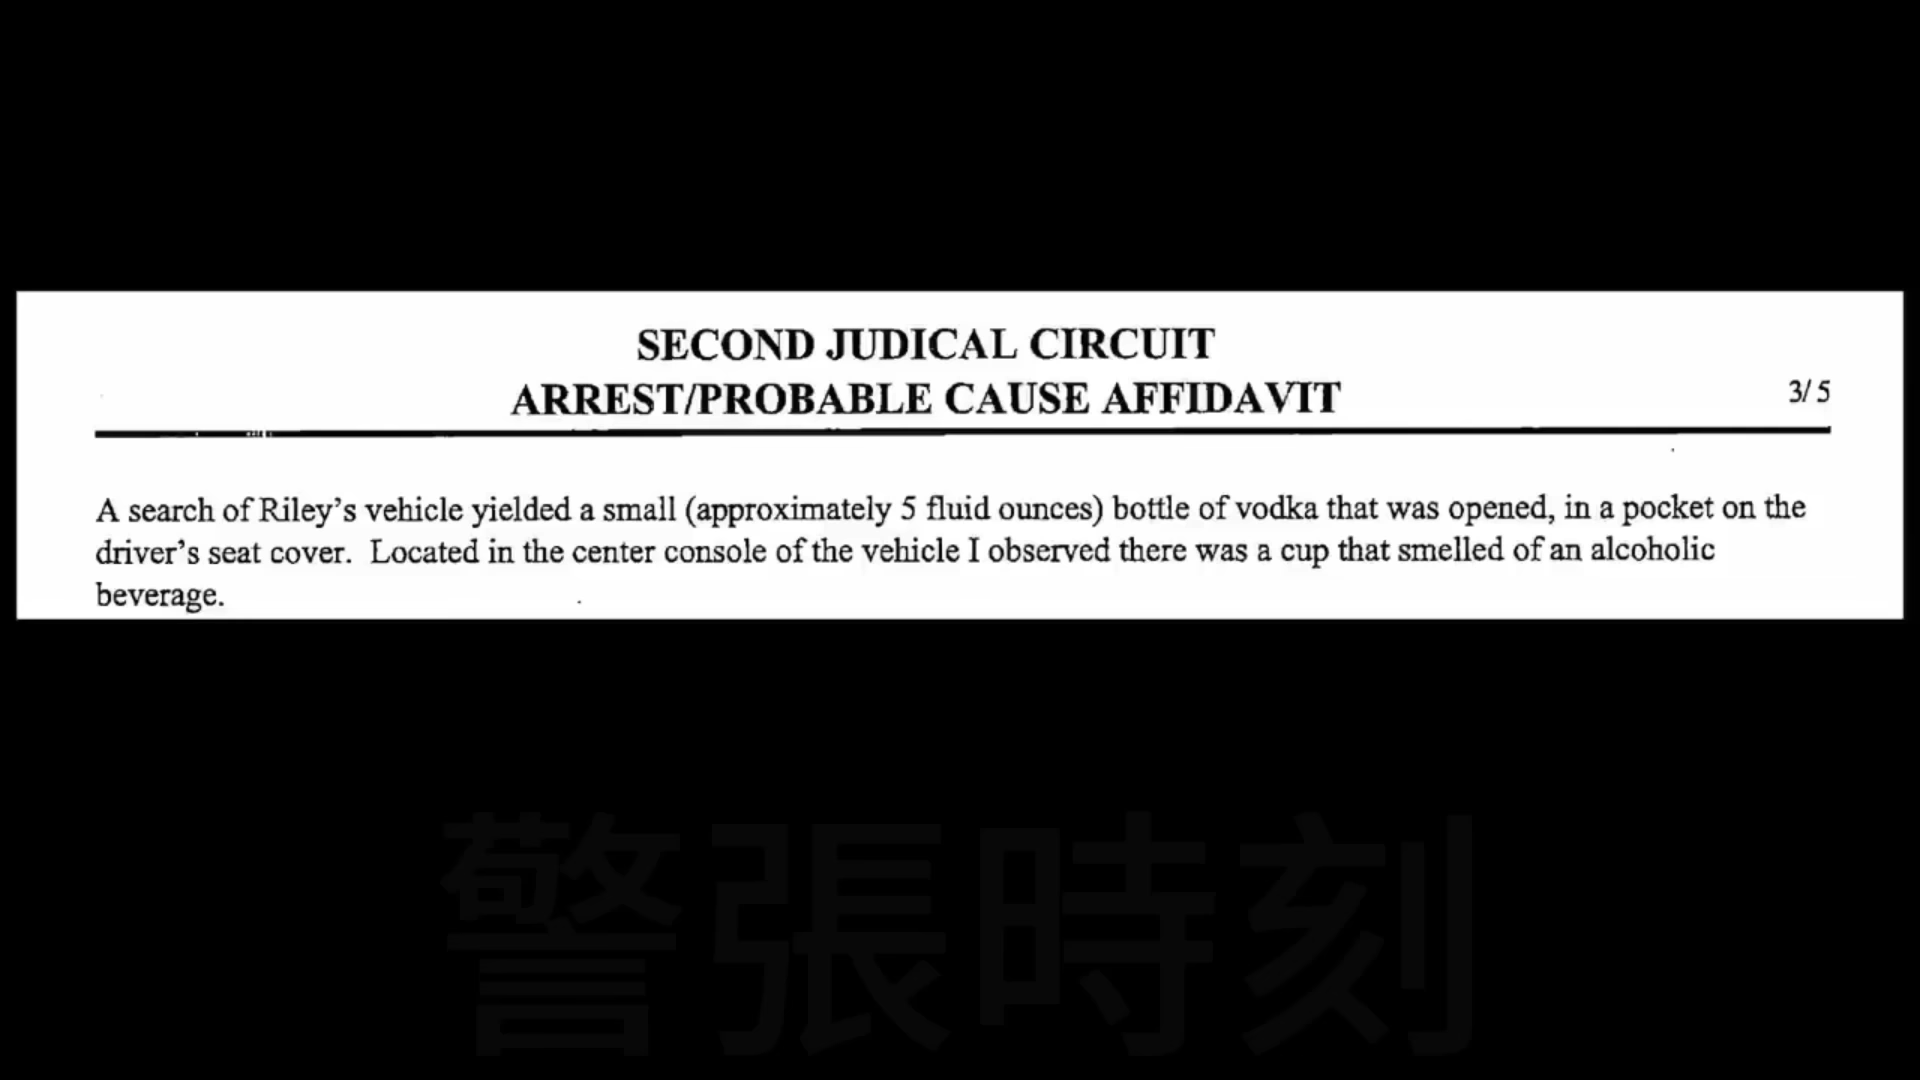 SECOND JUDICAL CIRCUIT
ARREST/PROBABLE CAUSE AFFIDAVIT
3/5
A search of Riley’s vehicle yielded a small (approximately 5 fluid ounces) bottle of vodka that was opened, in a pocket on the
driver’s seat cover. Located in the center console of the vehicle I observed there was a cup that smelled of an alcoholic
beverage.
警張時刻